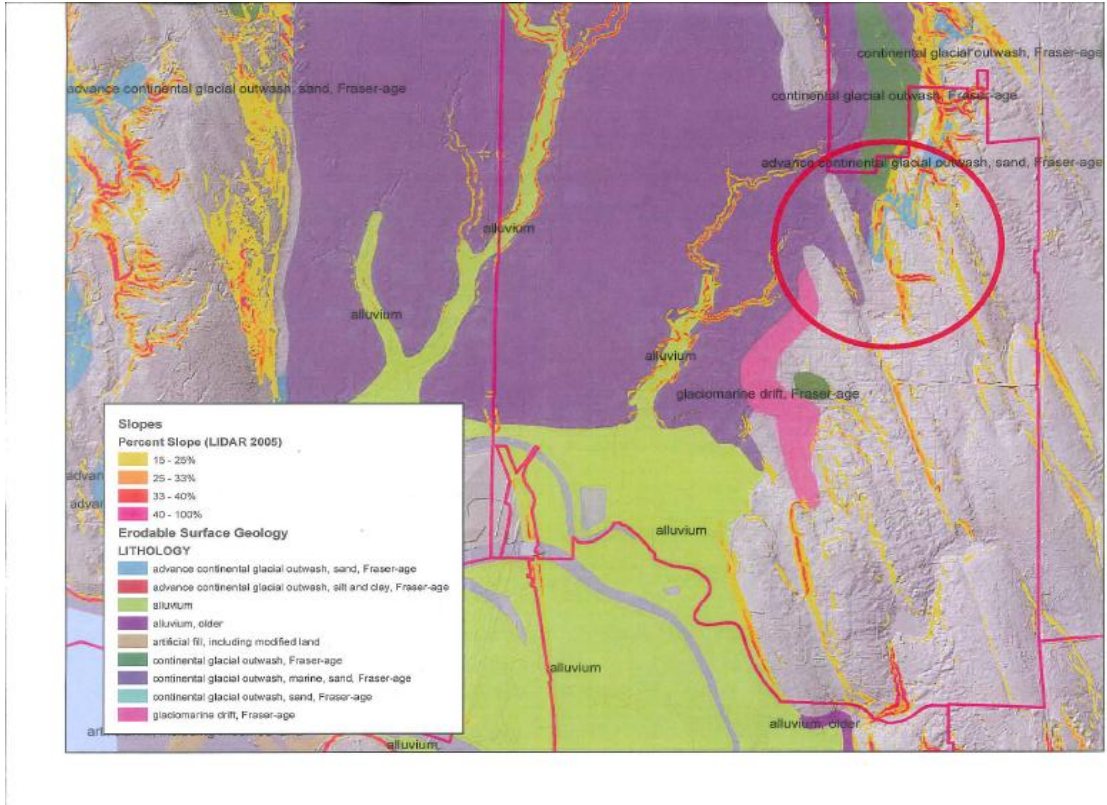 continental glacial outwash, Fraser-age
advance continental glacial outwash, sand, Fraser-age
continental glacial outwash, Fraser-age
advance continental glacial outwash, sand, Fraser-age
alluvium
alluvium
alluvium
glaciomarine drift, Fraser-age
Slopes
Percent Slope (LIDAR 2005)
15 - 25%
25 - 33%
33 - 40%
40 - 100%
Erodable Surface Geology
LITHOLOGY
advance continental glacial outwash, sand, Fraser-age
advance continental glacial outwash, silt and clay, Fraser-age
alluvium
alluvium, older
artificial fill, including modified land
continental glacial outwash, Fraser-age
continental glacial outwash, marine, sand, Fraser-age
continental glacial outwash, sand, Fraser-age
glaciomarine drift, Fraser-age
alluvium
alluvium
alluvium, older
alluvium,